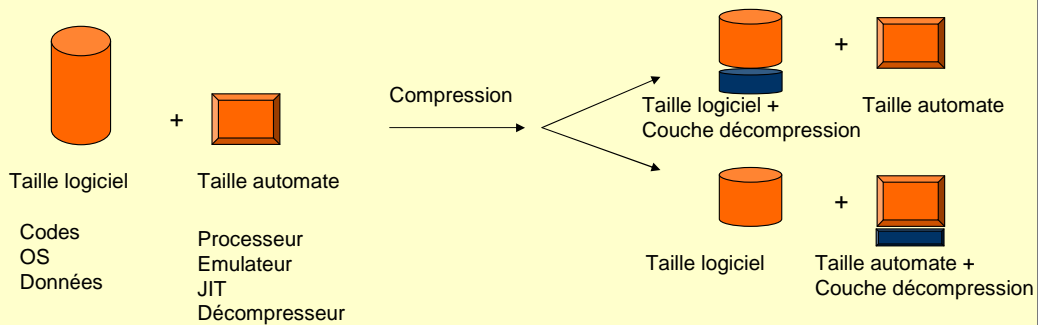 Compression
+
+
Taille logiciel +
Couche décompression
Taille automate
Taille logiciel
Taille automate
Codes
OS
Données
Processeur
Emulateur
JIT
Décompresseur
+
Taille logiciel
Taille automate +
Couche décompression